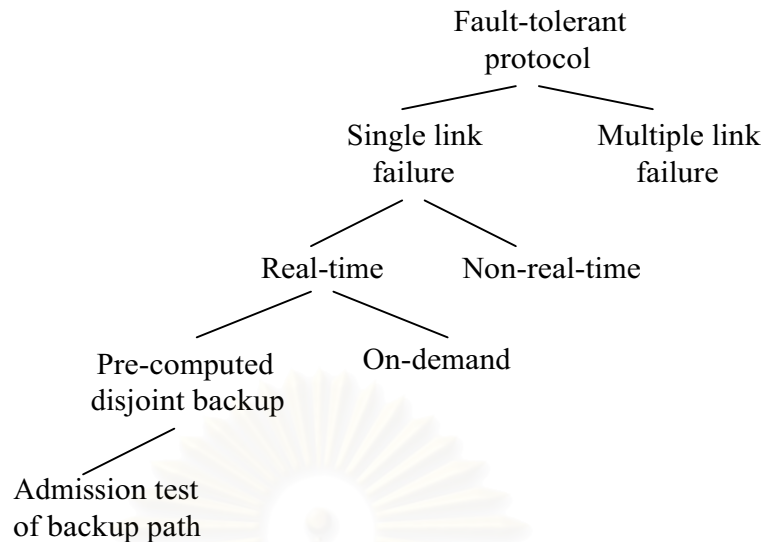 Fault-tolerant
protocol
Single link
failure
Multiple link
failure
Real-time
Non-real-time
Pre-computed
disjoint backup
On-demand
Admission test
of backup path